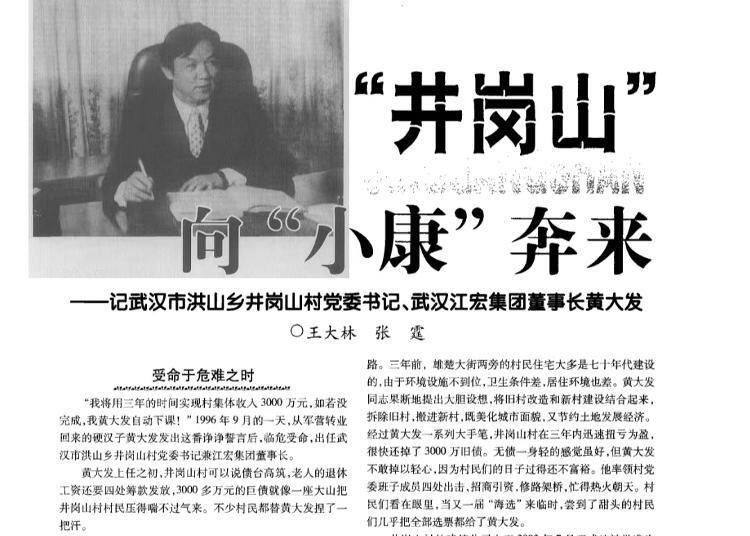 “井岗山”
向“小康”奔来
——记武汉市洪山乡井岗山村党委书记、武汉江宏集团董事长黄大发
○王大林 张 霆
受命于危难之时
“我将用三年的时间实现村集体收入 3000 万元,如若没
完成,我黄大发自动下课！”1996 年 9 月的一天,从军营转业
回来的硬汉子黄大发发出这番诤诤誓言后,临危受命,出任武
汉市洪山乡井岗山村党委书记兼江宏集团董事长。
黄大发上任之初,井岗山村可以说债台高筑,老人的退休
工资还要四处筹款发放,3000 多万元的巨债就像一座大山把
井岗山村村民压得喘不过气来。不少村民都替黄大发捏了一
把汗。
路。三年前，雄楚大街两旁的村民住宅大多是七十年代建设
的,由于环境设施不到位,卫生条件差,居住环境也差。黄大发
同志果断地提出大胆设想,将旧村改造和新村建设结合起来,
拆除旧村,搬进新村,既美化城市面貌,又节约土地发展经济。
经过黄大发一系列大手笔,井岗山村在三年内迅速扭亏为盈,
很快还掉了 3000 万旧债。无债一身轻的感觉虽好,但黄大发
不敢掉以轻心,因为村民们的日子过得还不富裕。他率领村党
委班子成员四处出击,招商引资,修路架桥,忙得热火朝天。村
民们看在眼里,当又一届“海选”来临时,尝到了甜头的村民
们几乎把全部选票都给了黄大发。